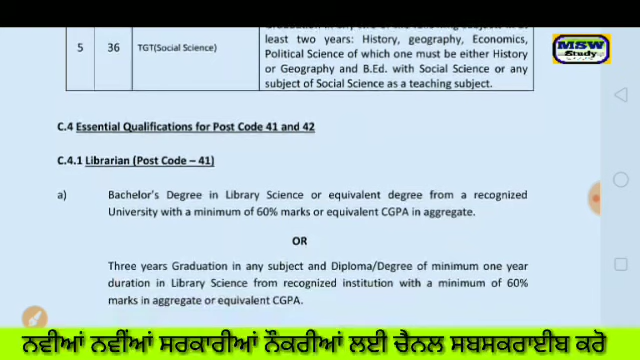 5 36 TGT(Social Science)
least two years: History, geography, Economics,
Political Science of which one must be either History
or Geography and B.Ed. with Social Science or any
subject of Social Science as a teaching subject.
MSW
Study
C.4 Essential Qualifications for Post Code 41 and 42
C.4.1 Librarian (Post Code – 41)
a) Bachelor's Degree in Library Science or equivalent degree from a recognized
University with a minimum of 60% marks or equivalent CGPA in aggregate.
OR
Three years Graduation in any subject and Diploma/Degree of minimum one year
duration in Library Science from recognized institution with a minimum of 60%
marks in aggregate or equivalent CGPA.
ਨਵੀਆਂ ਨਵੀਂਆਂ ਸਰਕਾਰੀਆਂ ਨੌਕਰੀਆਂ ਲਈ ਚੈਨਲ ਸਬਸਕਰਾਈਬ ਕਰੋ